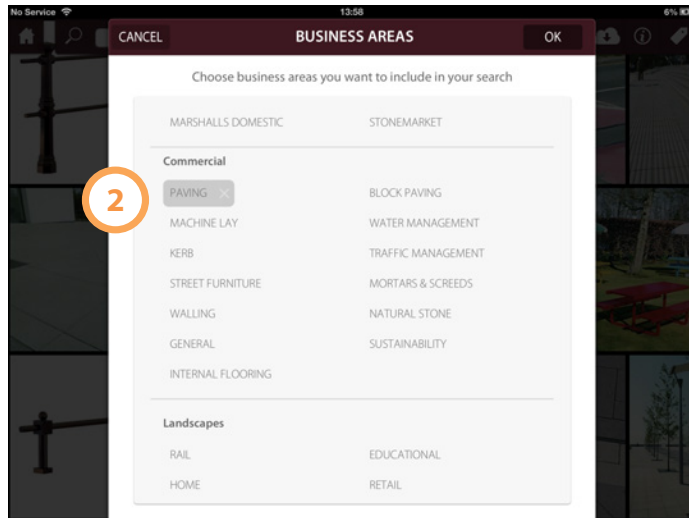 No Service 13:58 6%
CANCEL BUSINESS AREAS OK
Choose business areas you want to include in your search
MARSHALLS DOMESTIC STONEMARKET
Commercial
2 PAVING × BLOCK PAVING
MACHINE LAY WATER MANAGEMENT
KERB TRAFFIC MANAGEMENT
STREET FURNITURE MORTARS & SCREEDS
WALLING NATURAL STONE
GENERAL SUSTAINABILITY
INTERNAL FLOORING
Landscapes
RAIL EDUCATIONAL
HOME RETAIL